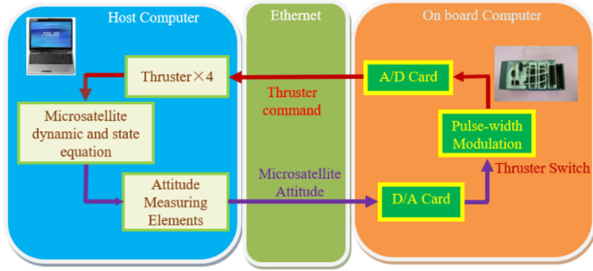 Host Computer
Ethernet
On board Computer
ASUS
Thruster×4
A/D Card
Thruster
command
Microsatellite
dynamic and state
equation
Pulse-width
Modulation
Thruster Switch
Microsatellite
Attitude
Attitude
Measuring
Elements
D/A Card